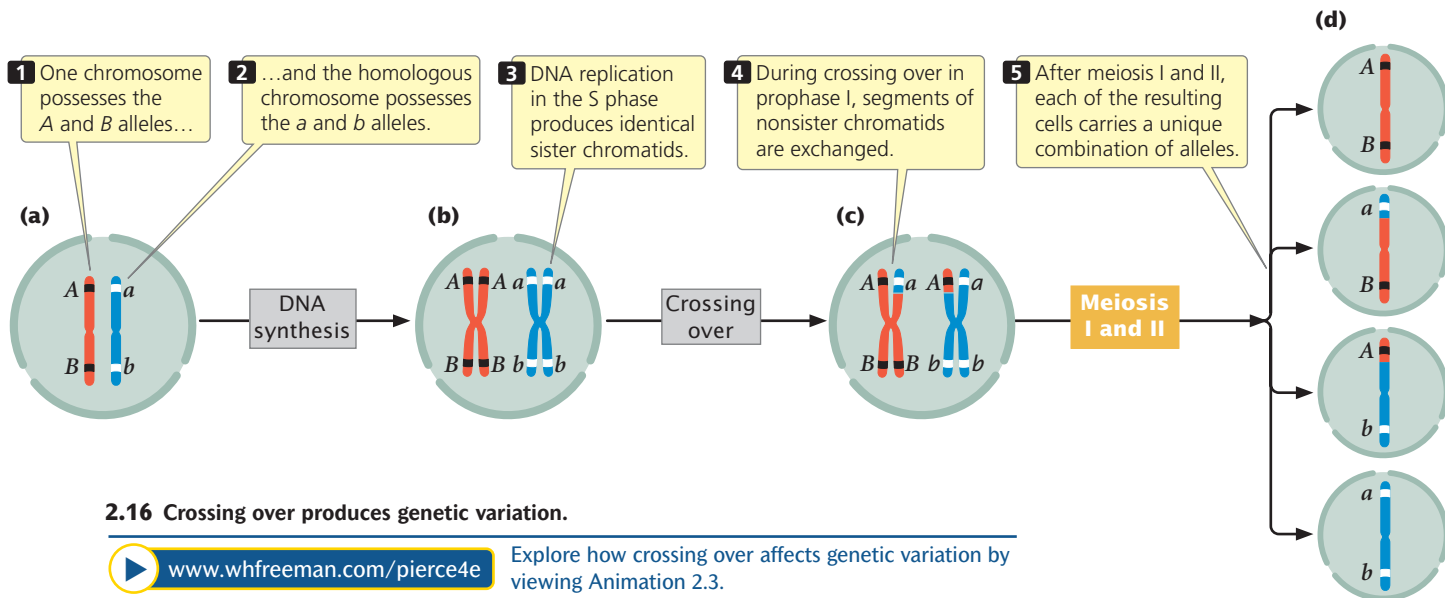 (d)
1 One chromosome
possesses the
A and B alleles…
2 …and the homologous
chromosome possesses
the a and b alleles.
3 DNA replication
in the S phase
produces identical
sister chromatids.
4 During crossing over in
prophase I, segments of
nonsister chromatids
are exchanged.
5 After meiosis I and II,
each of the resulting
cells carries a unique
combination of alleles.
(a)
A a
B b
DNA
synthesis
(b)
A A a a
B B b b
Crossing
over
(c)
A a A a
B B b b
Meiosis
I and II
A
B
a
B
A
b
a
b
2.16 Crossing over produces genetic variation.
www.whfreeman.com/pierce4e
Explore how crossing over affects genetic variation by
viewing Animation 2.3.